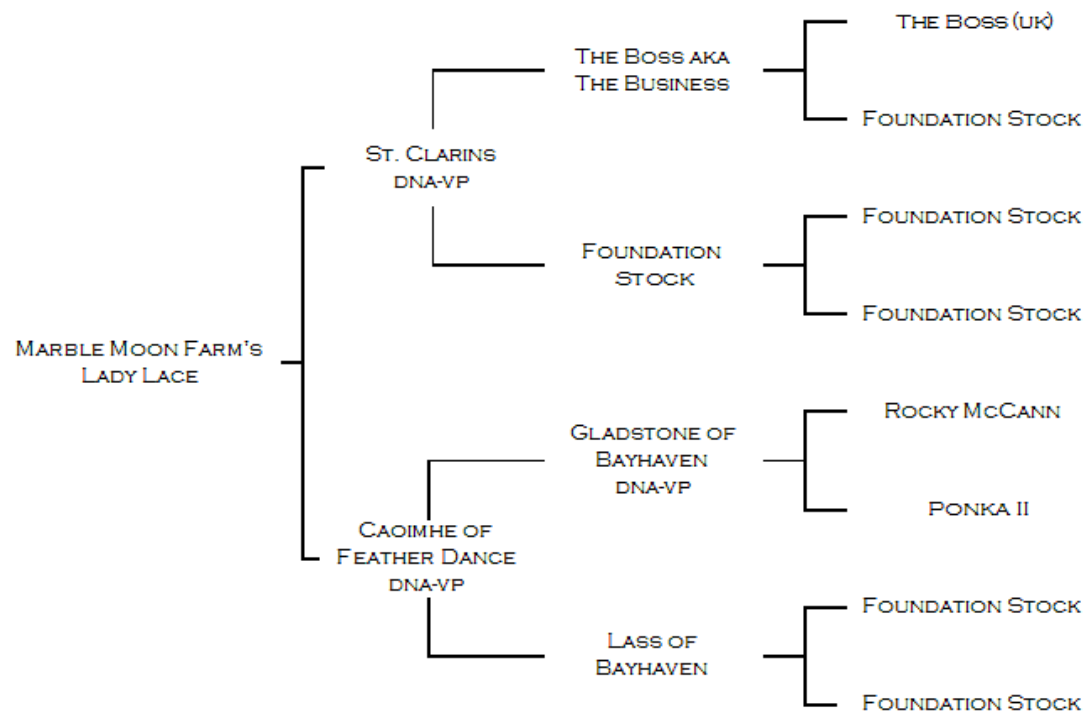 The Boss (UK)
The Boss aka
The Business
Foundation Stock
St. Clarins
DNA-VP
Foundation Stock
Foundation
Stock
Foundation Stock
Marble Moon Farm's
Lady Lace
Rocky McCann
Gladstone of
Bayhaven
DNA-VP
Ponka II
Caoimhe of
Feather Dance
DNA-VP
Foundation Stock
Lass of
Bayhaven
Foundation Stock